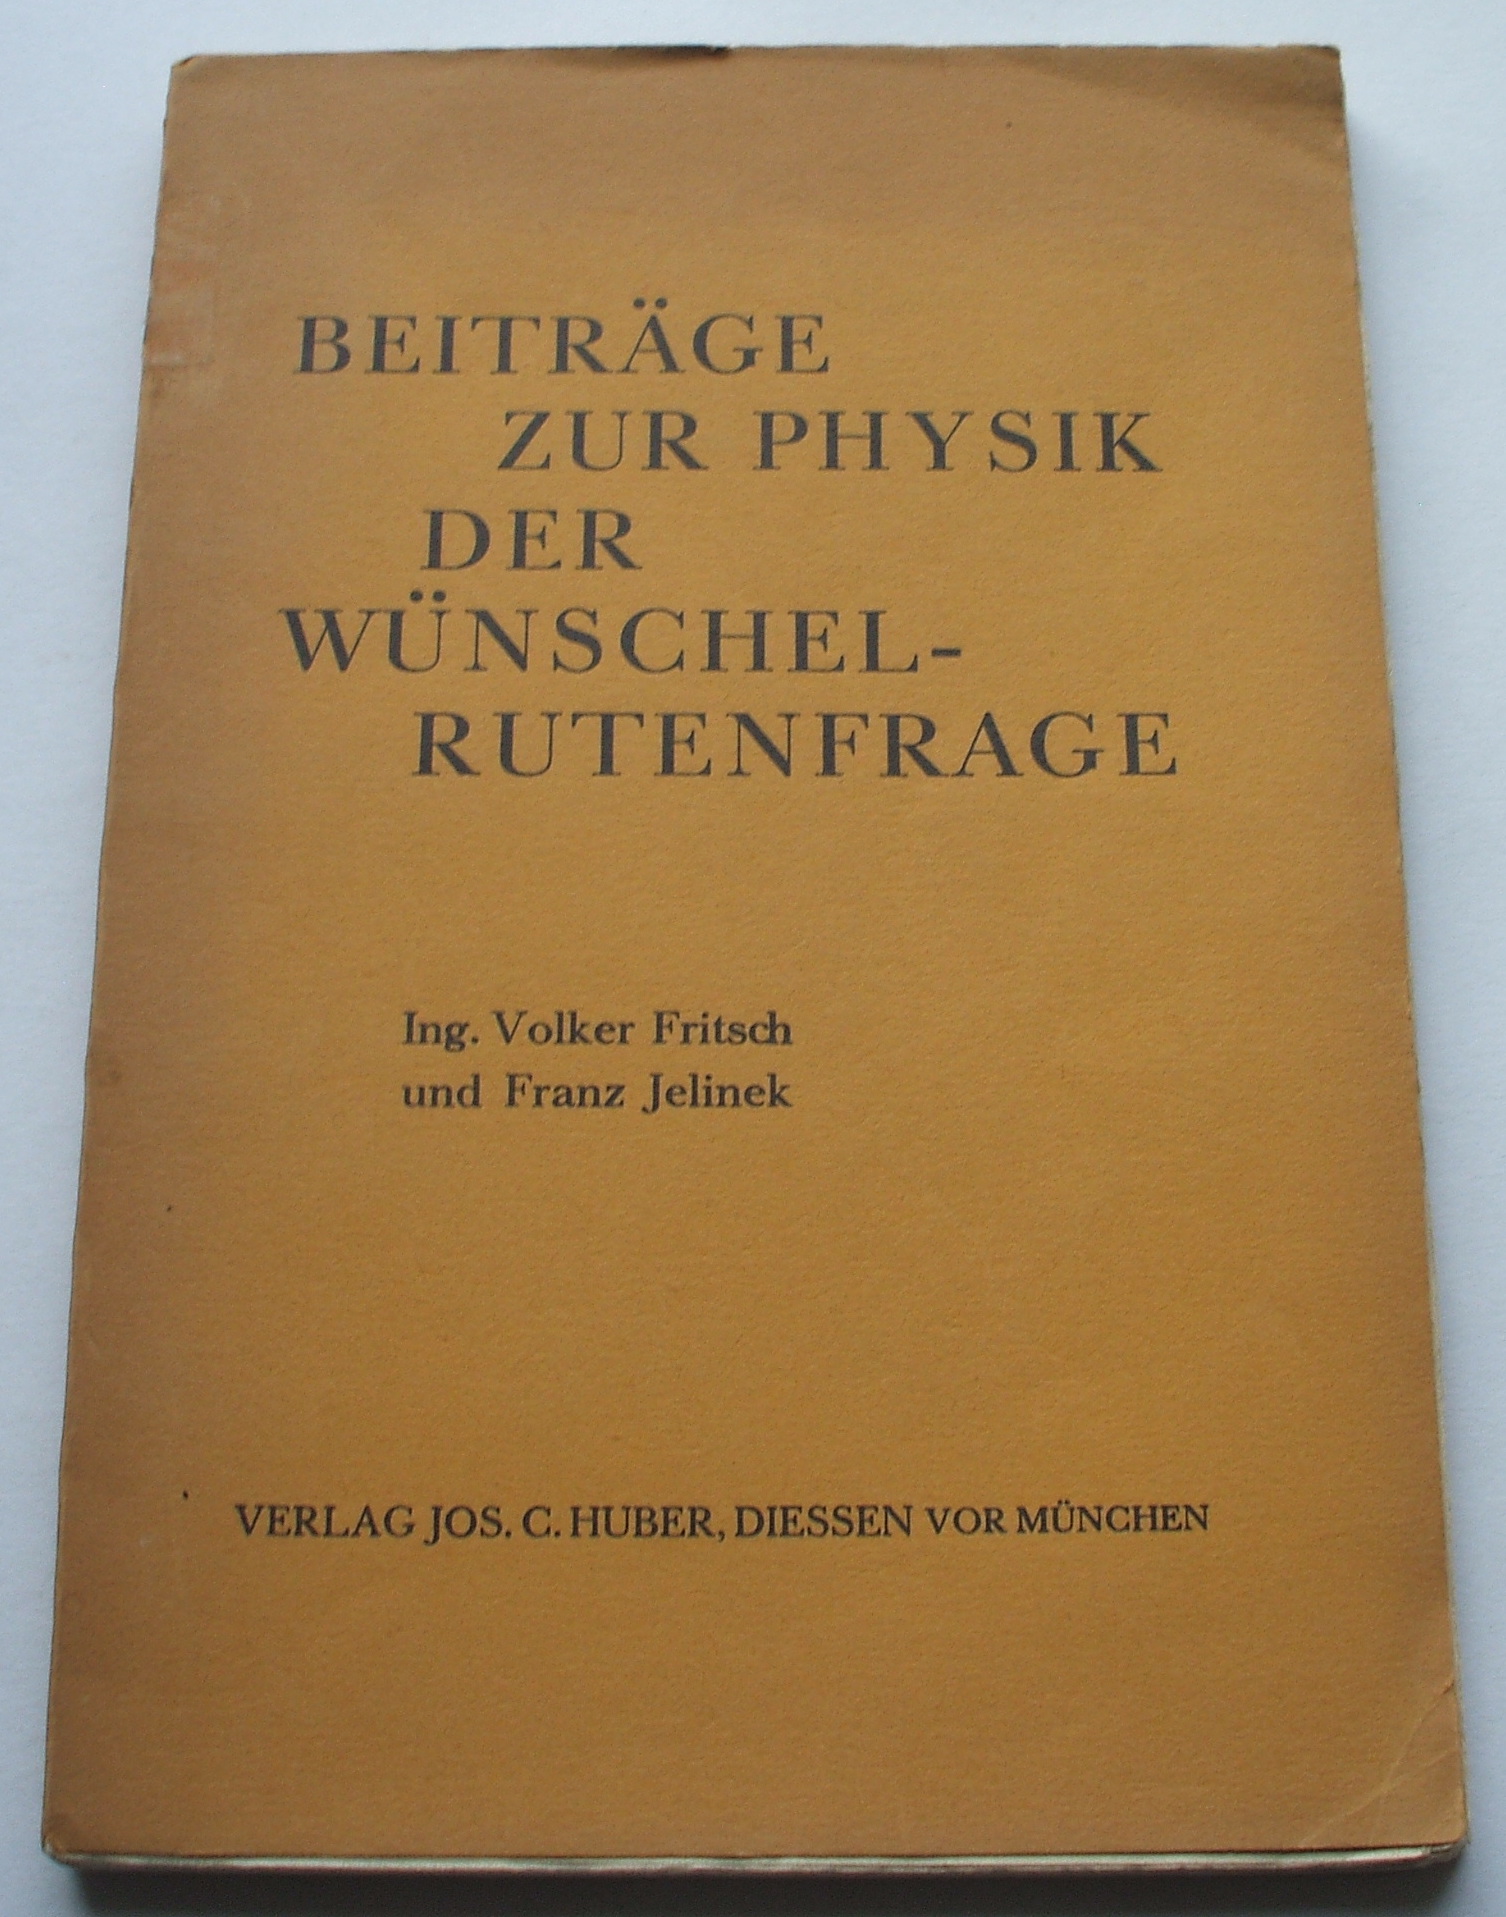 BEITRÄGE
ZUR PHYSIK
DER
WÜNSCHEL-
RUTENFRAGE
Ing. Volker Fritsch
und Franz Jelinek
VERLAG JOS. C. HUBER, DIESSEN VOR MÜNCHEN